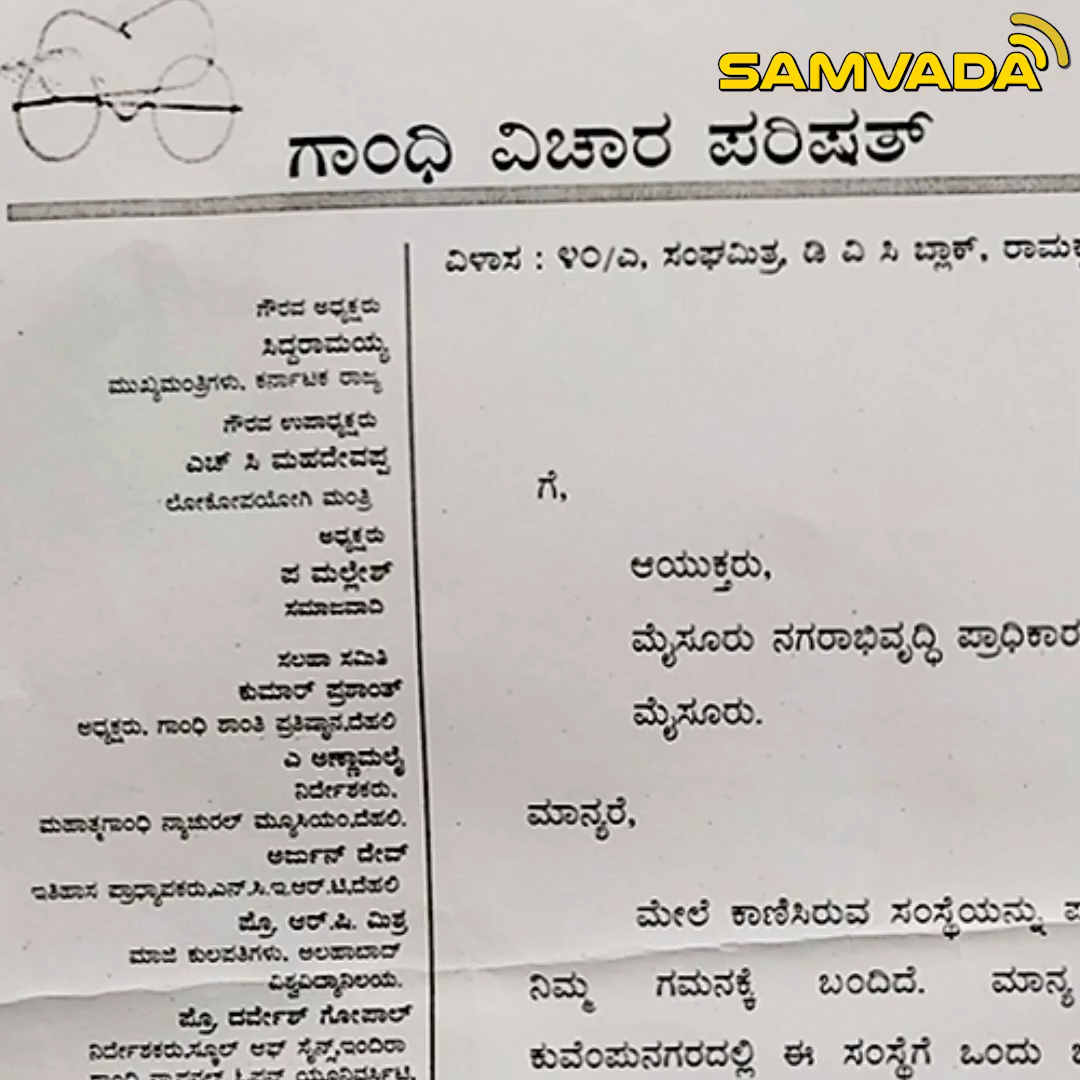 SAMVADA
ಗಾಂಧಿ ವಿಚಾರ ಪರಿಷತ್
ವಿಳಾಸ : ೪೦/ಎ, ಸಂಘಮಿತ್ರ, ಡಿ ವಿ ಸಿ ಬ್ಲಾಕ್, ರಾಮಕೃ
ಗೌರವ ಅಧ್ಯಕ್ಷರು
ಸಿದ್ದರಾಮಯ್ಯ
ಮುಖ್ಯಮಂತ್ರಿಗಳು, ಕರ್ನಾಟಕ ರಾಜ್ಯ
ಗೌರವ ಉಪಾಧ್ಯಕ್ಷರು
ಎಚ್ ಸಿ ಮಹದೇವಪ್ಪ
ಲೋಕೋಪಯೋಗಿ ಮಂತ್ರಿ
ಅಧ್ಯಕ್ಷರು
ಪ ಮಲ್ಲೇಶ್
ಸಮಾಜವಾದಿ
ಸಲಹಾ ಸಮಿತಿ
ಕುಮಾರ್ ಪ್ರಶಾಂತ್
ಅಧ್ಯಕ್ಷರು, ಗಾಂಧಿ ಶಾಂತಿ ಪ್ರತಿಷ್ಠಾನ,ದೆಹಲಿ
ಎ ಅಣ್ಣಾಮಲೈ
ನಿರ್ದೇಶಕರು,
ಮಹಾತ್ಮಗಾಂಧಿ ನ್ಯಾಚುರಲ್ ಮ್ಯೂಸಿಯಂ,ದೆಹಲಿ.
ಅರ್ಜುನ್ ದೇವ್
ಇತಿಹಾಸ ಪ್ರಾಧ್ಯಾಪಕರು,ಎನ್.ಸಿ.ಇ.ಆರ್.ಟಿ,ದೆಹಲಿ
ಪ್ರೊ. ಆರ್.ಪಿ. ಮಿಶ್ರ
ಮಾಜಿ ಕುಲಪತಿಗಳು, ಅಲಹಾಬಾದ್
ವಿಶ್ವವಿದ್ಯಾನಿಲಯ.
ಪ್ರೊ. ದರ್ವೇಶ್ ಗೋಪಾಲ್
ನಿರ್ದೇಶಕರು,ಸ್ಕೂಲ್ ಆಫ್ ಸೈನ್ಸ್,ಇಂದಿರಾ
ಗೆ,
ಆಯುಕ್ತರು,
ಮೈಸೂರು ನಗರಾಭಿವೃದ್ಧಿ ಪ್ರಾಧಿಕಾರ
ಮೈಸೂರು.
ಮಾನ್ಯರೆ,
ಮೇಲೆ ಕಾಣಿಸಿರುವ ಸಂಸ್ಥೆಯನ್ನು
ನಿಮ್ಮ ಗಮನಕ್ಕೆ ಬಂದಿದೆ. ಮಾನ್ಯ
ಕುವೆಂಪುನಗರದಲ್ಲಿ ಈ ಸಂಸ್ಥೆಗೆ ಒಂದು